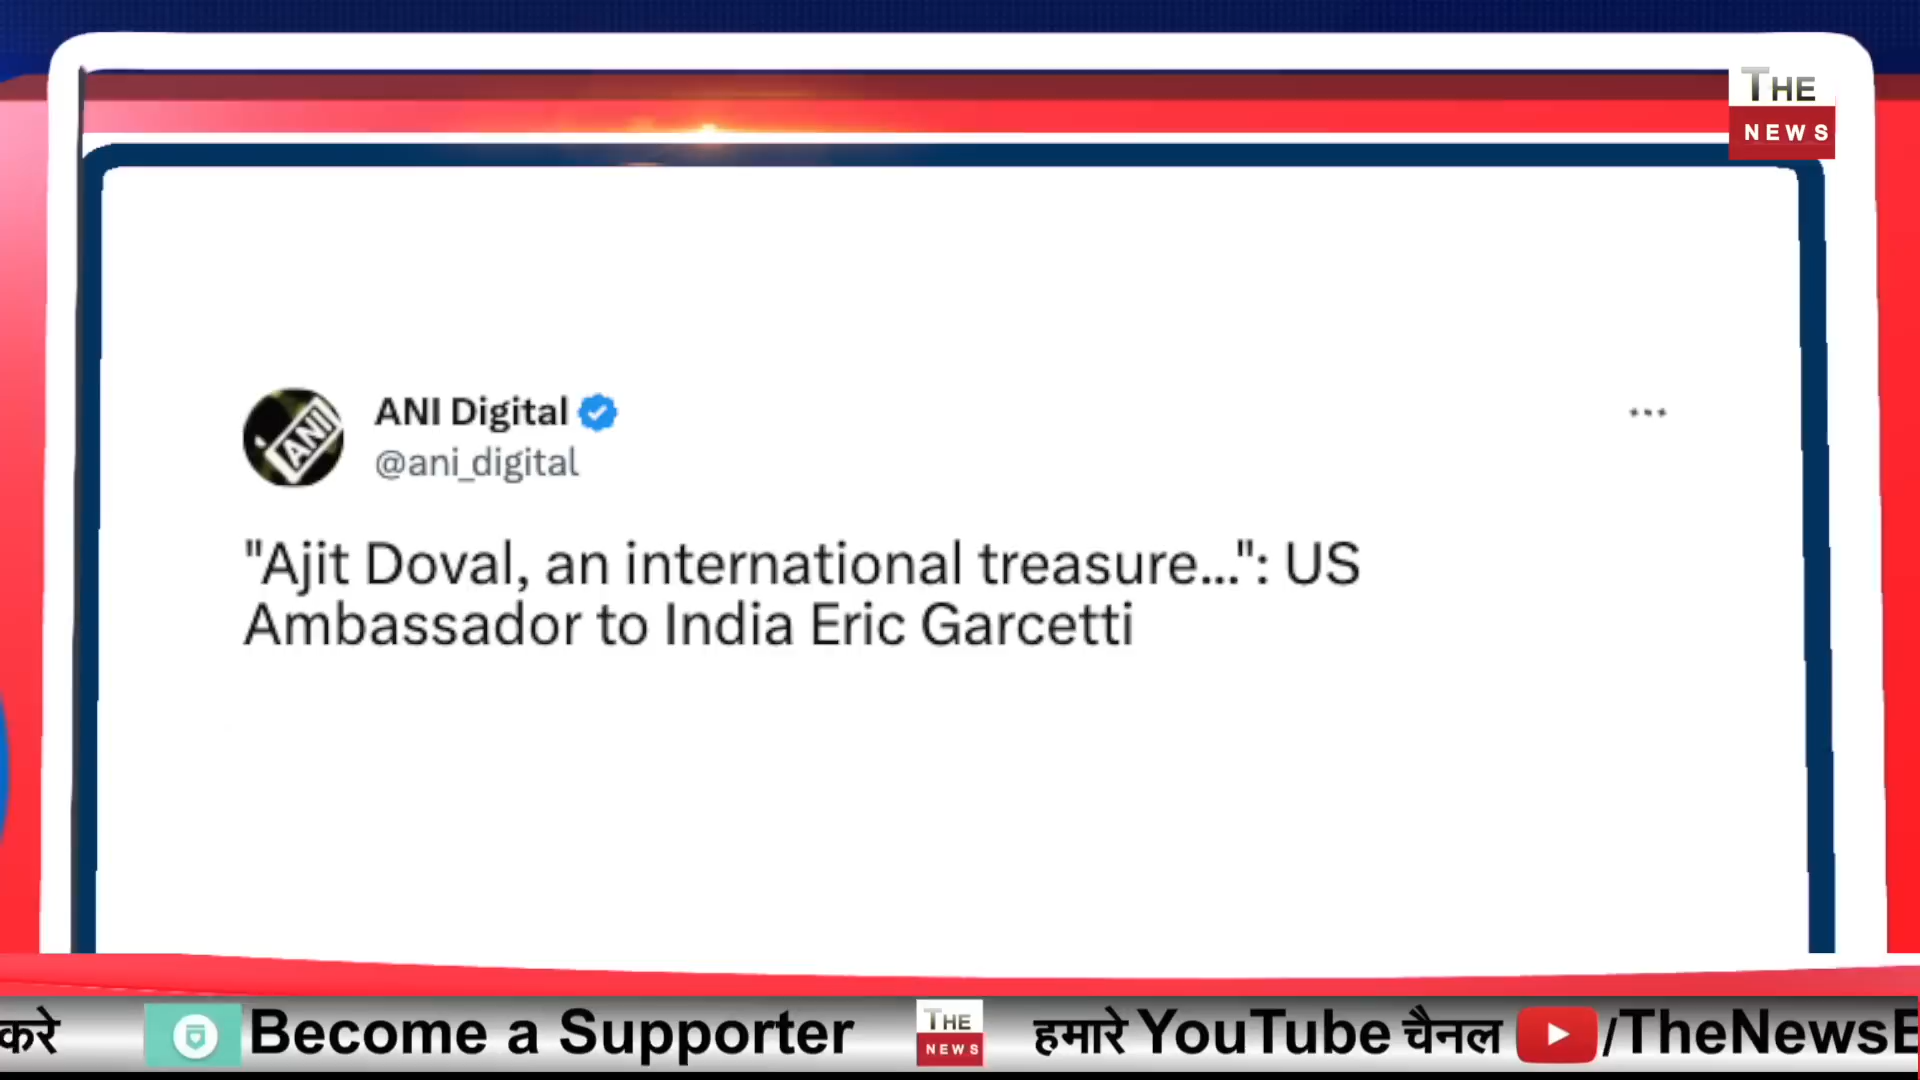 THE
NEWS
ANI
ANI Digital
@ani_digital
"Ajit Doval, an international treasure...": US
Ambassador to India Eric Garcetti
करे Become a Supporter THE NEWS हमारे YouTube चैनल /TheNewsE